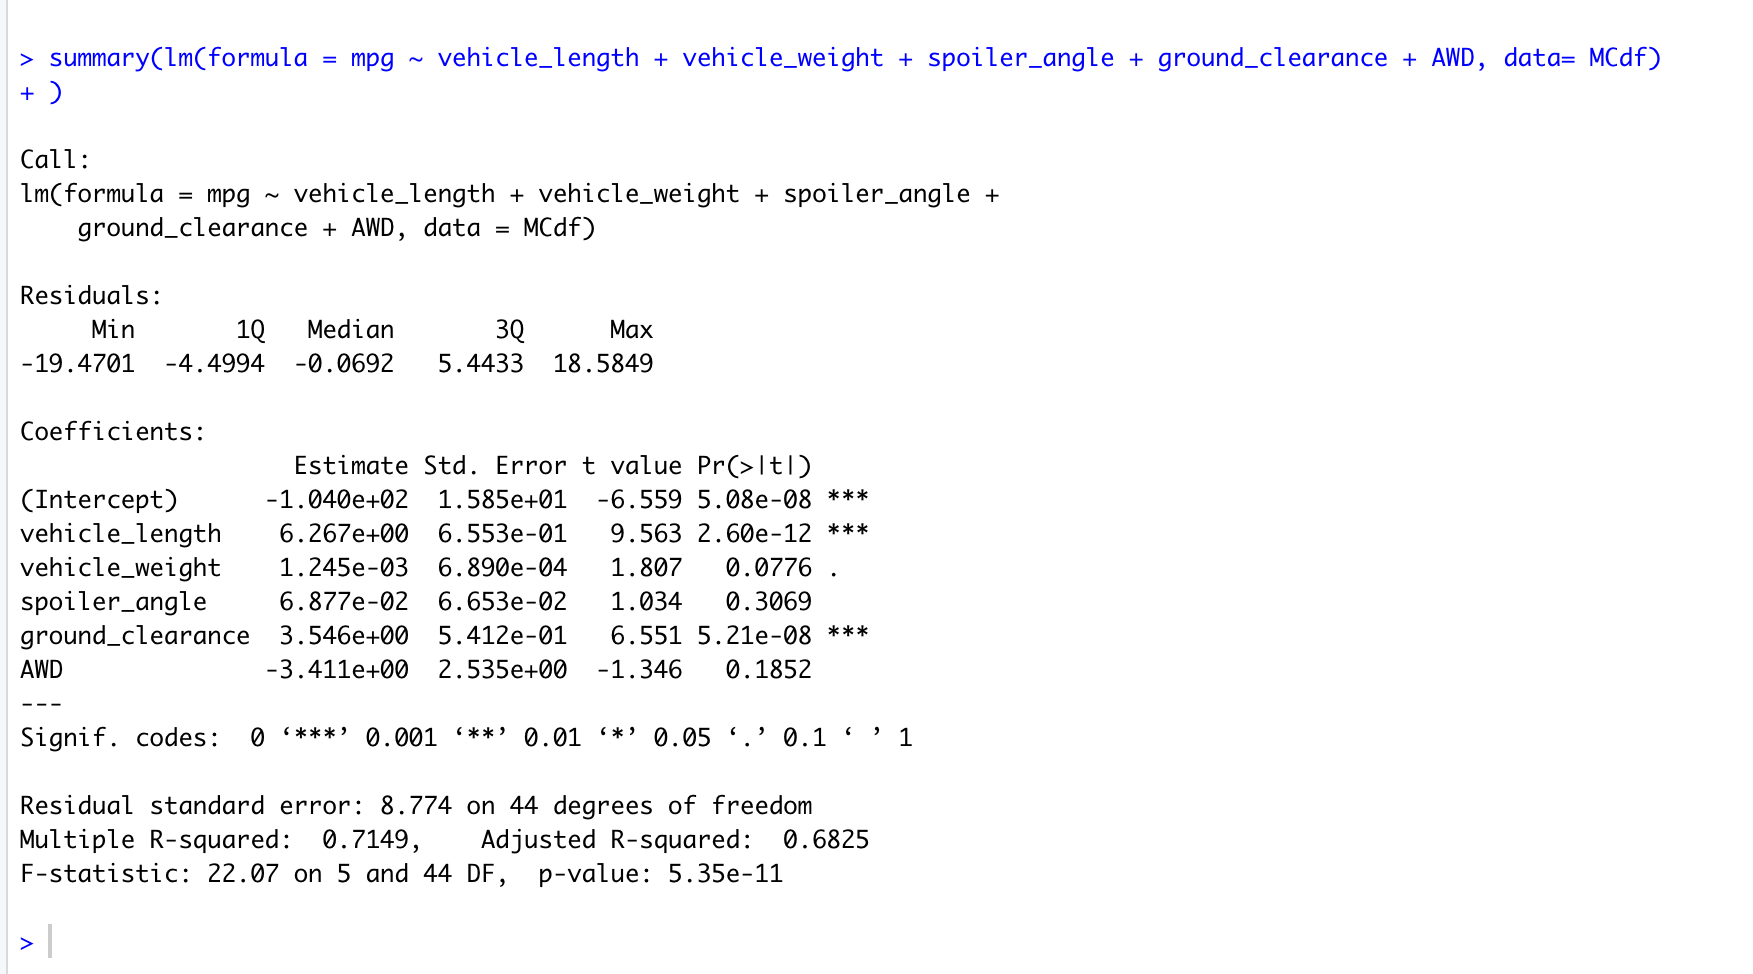 > summary(lm(formula = mpg ~ vehicle_length + vehicle_weight + spoiler_angle + ground_clearance + AWD, data= MCdf)
+ )
Call:
lm(formula = mpg ~ vehicle_length + vehicle_weight + spoiler_angle +
    ground_clearance + AWD, data = MCdf)
Residuals:
     Min       1Q   Median       3Q      Max
-19.4701  -4.4994  -0.0692   5.4433  18.5849
Coefficients:
                   Estimate Std. Error t value Pr(>|t|)
(Intercept)      -1.040e+02  1.585e+01  -6.559 5.08e-08 ***
vehicle_length    6.267e+00  6.553e-01   9.563 2.60e-12 ***
vehicle_weight    1.245e-03  6.890e-04   1.807   0.0776 .
spoiler_angle     6.877e-02  6.653e-02   1.034   0.3069
ground_clearance  3.546e+00  5.412e-01   6.551 5.21e-08 ***
AWD              -3.411e+00  2.535e+00  -1.346   0.1852
---
Signif. codes:  0 ‘***’ 0.001 ‘**’ 0.01 ‘*’ 0.05 ‘.’ 0.1 ‘ ’ 1
Residual standard error: 8.774 on 44 degrees of freedom
Multiple R-squared:  0.7149,    Adjusted R-squared:  0.6825
F-statistic: 22.07 on 5 and 44 DF,  p-value: 5.35e-11
>